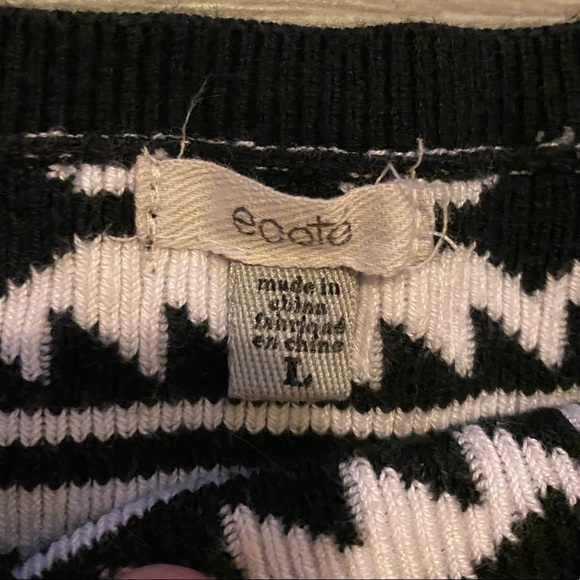 ecote
made in
china
fabriqué
en chine
L